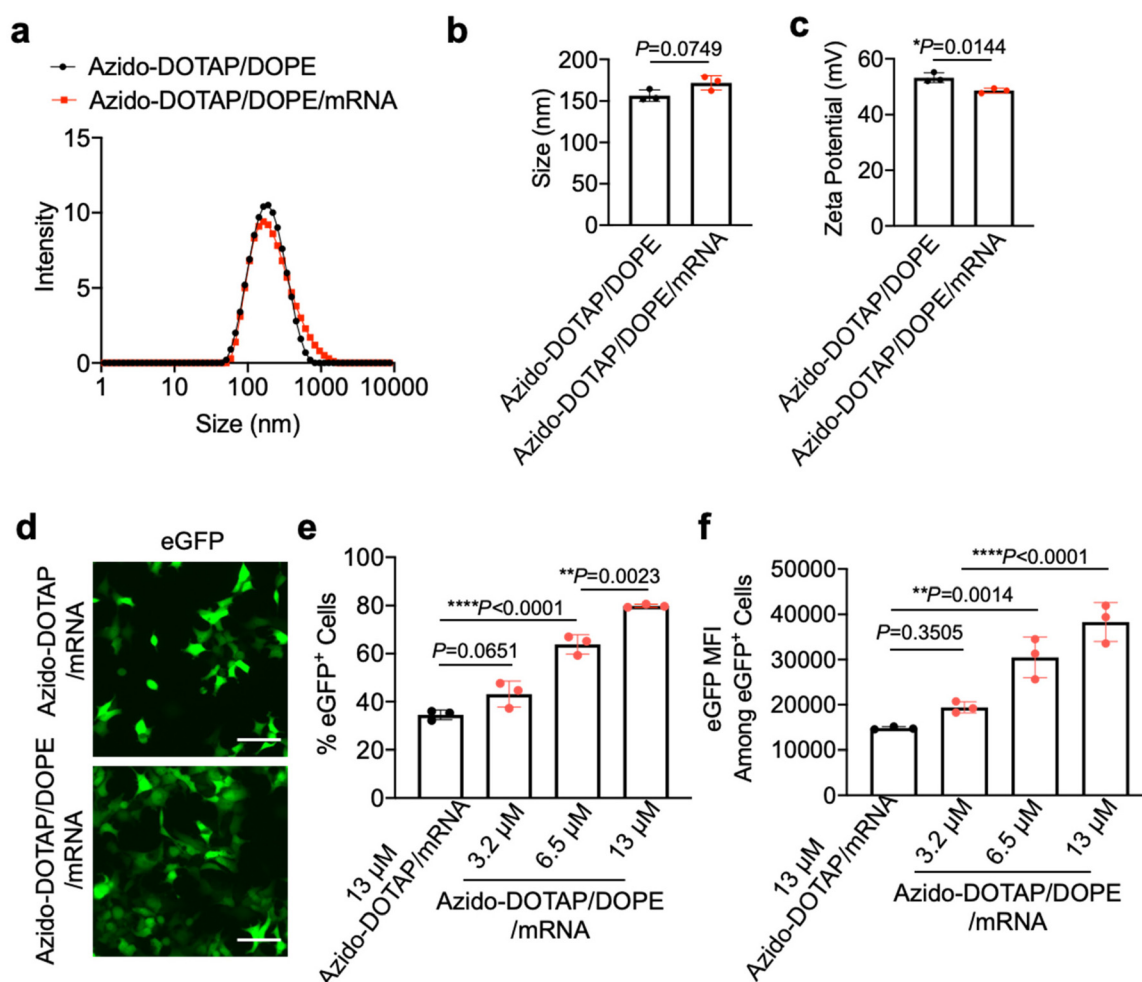 a
Azido-DOTAP/DOPE
Azido-DOTAP/DOPE/mRNA
15
10
5
0
Intensity
1
10
100
1000
10000
Size (nm)
b
P=0.0749
200
150
100
50
0
Size (nm)
Azido-DOTAP/DOPE
Azido-DOTAP/DOPE/mRNA
c
*P=0.0144
60
40
20
0
Zeta Potential (mV)
Azido-DOTAP/DOPE
Azido-DOTAP/DOPE/mRNA
d
eGFP
Azido-DOTAP
/mRNA
Azido-DOTAP/DOPE
/mRNA
e
100
80
60
40
20
0
% eGFP⁺ Cells
**P=0.0023
****P<0.0001
P=0.0651
13 µM
Azido-DOTAP/mRNA
3.2 µM
6.5 µM
13 µM
Azido-DOTAP/DOPE
/mRNA
f
50000
40000
30000
20000
10000
0
eGFP MFI
Among eGFP⁺ Cells
****P<0.0001
**P=0.0014
P=0.3505
13 µM
Azido-DOTAP/mRNA
3.2 µM
6.5 µM
13 µM
Azido-DOTAP/DOPE
/mRNA